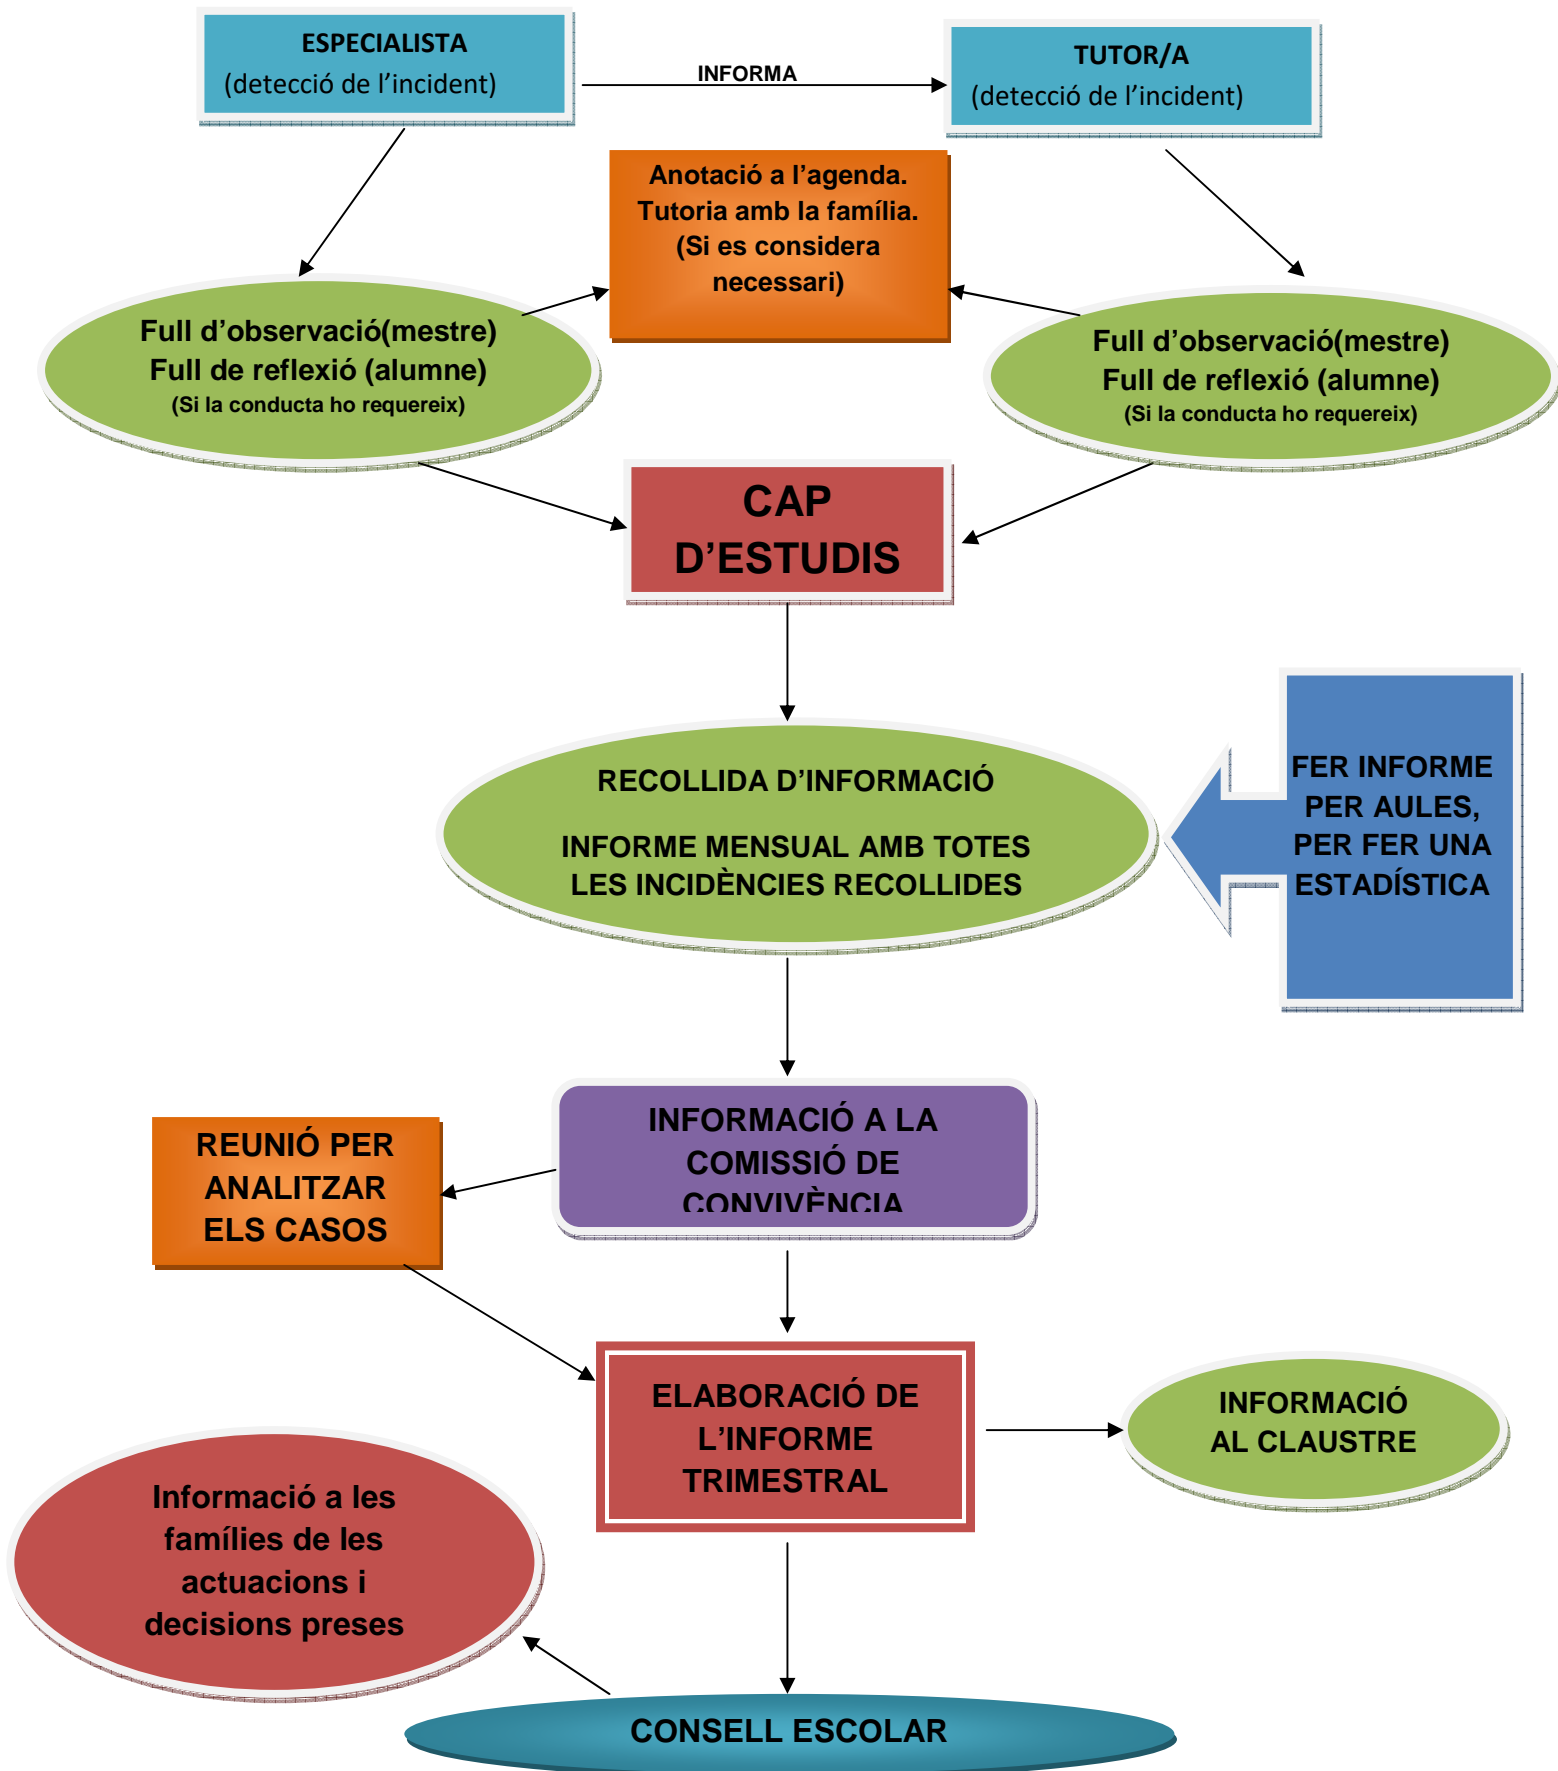 ESPECIALISTA
(detecció de l’incident)
INFORMA
TUTOR/A
(detecció de l’incident)
Anotació a l’agenda.
Tutoria amb la família.
(Si es considera
necessari)
Full d’observació(mestre)
Full de reflexió (alumne)
(Si la conducta ho requereix)
Full d’observació(mestre)
Full de reflexió (alumne)
(Si la conducta ho requereix)
CAP
D’ESTUDIS
RECOLLIDA D’INFORMACIÓ
INFORME MENSUAL AMB TOTES
LES INCIDÈNCIES RECOLLIDES
FER INFORME
PER AULES,
PER FER UNA
ESTADÍSTICA
INFORMACIÓ A LA
COMISSIÓ DE
CONVIVÈNCIA
REUNIÓ PER
ANALITZAR
ELS CASOS
ELABORACIÓ DE
L’INFORME
TRIMESTRAL
INFORMACIÓ
AL CLAUSTRE
Informació a les
famílies de les
actuacions i
decisions preses
CONSELL ESCOLAR